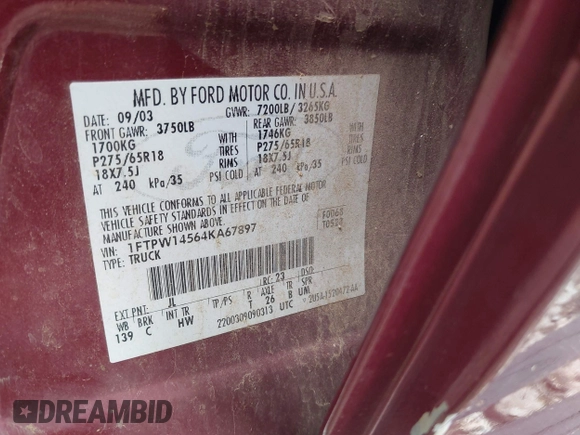 MFD. BY FORD MOTOR CO. IN U.S.A.
DATE: 09/03 GVWR: 7200LB/ 3265KG
FRONT GAWR: 3750LB REAR GAWR: 3850LB
1700KG WITH 1746KG WITH
P275/65R18 TIRES P275/65R18 TIRES
18X7.5J RIMS 18X7.5J RIMS
AT 240 kPa/35 PSI COLD AT 240 kPa/35 PSI COLD
THIS VEHICLE CONFORMS TO ALL APPLICABLE FEDERAL MOTOR
VEHICLE SAFETY STANDARDS IN EFFECT ON THE DATE OF
MANUFACTURE SHOWN ABOVE.
VIN: 1FTPW14564KA67897 F0068
TYPE: TRUCK
EXT PNT: JL RC: 23 DSO:
WB BRK INT TR TP/PS R AXLE TR SPR
139 C HW T 26 B UNI
2200309090313 UTC
DREAMBID